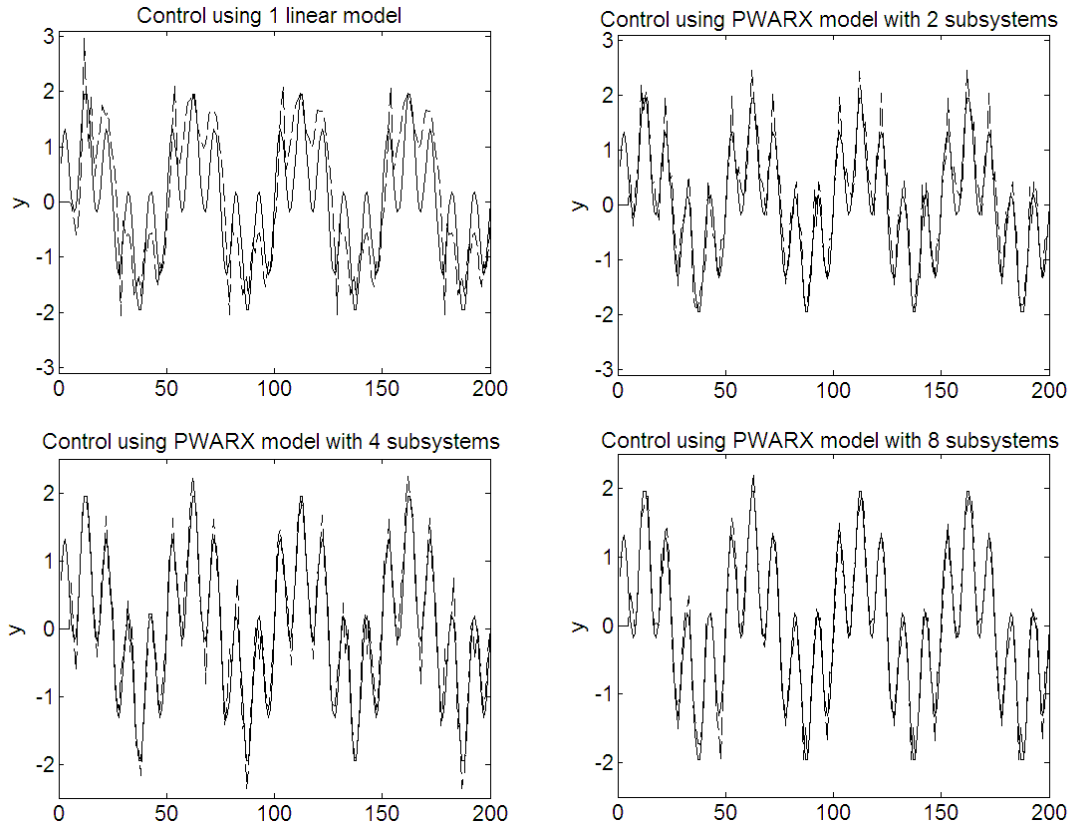 Control using 1 linear model
3
2
1
0
-1
-2
-3
y
0 50 100 150 200
Control using PWARX model with 2 subsystems
3
2
1
0
-1
-2
-3
y
0 50 100 150 200
Control using PWARX model with 4 subsystems
2
1
0
-1
-2
y
0 50 100 150 200
Control using PWARX model with 8 subsystems
2
1
0
-1
-2
y
0 50 100 150 200